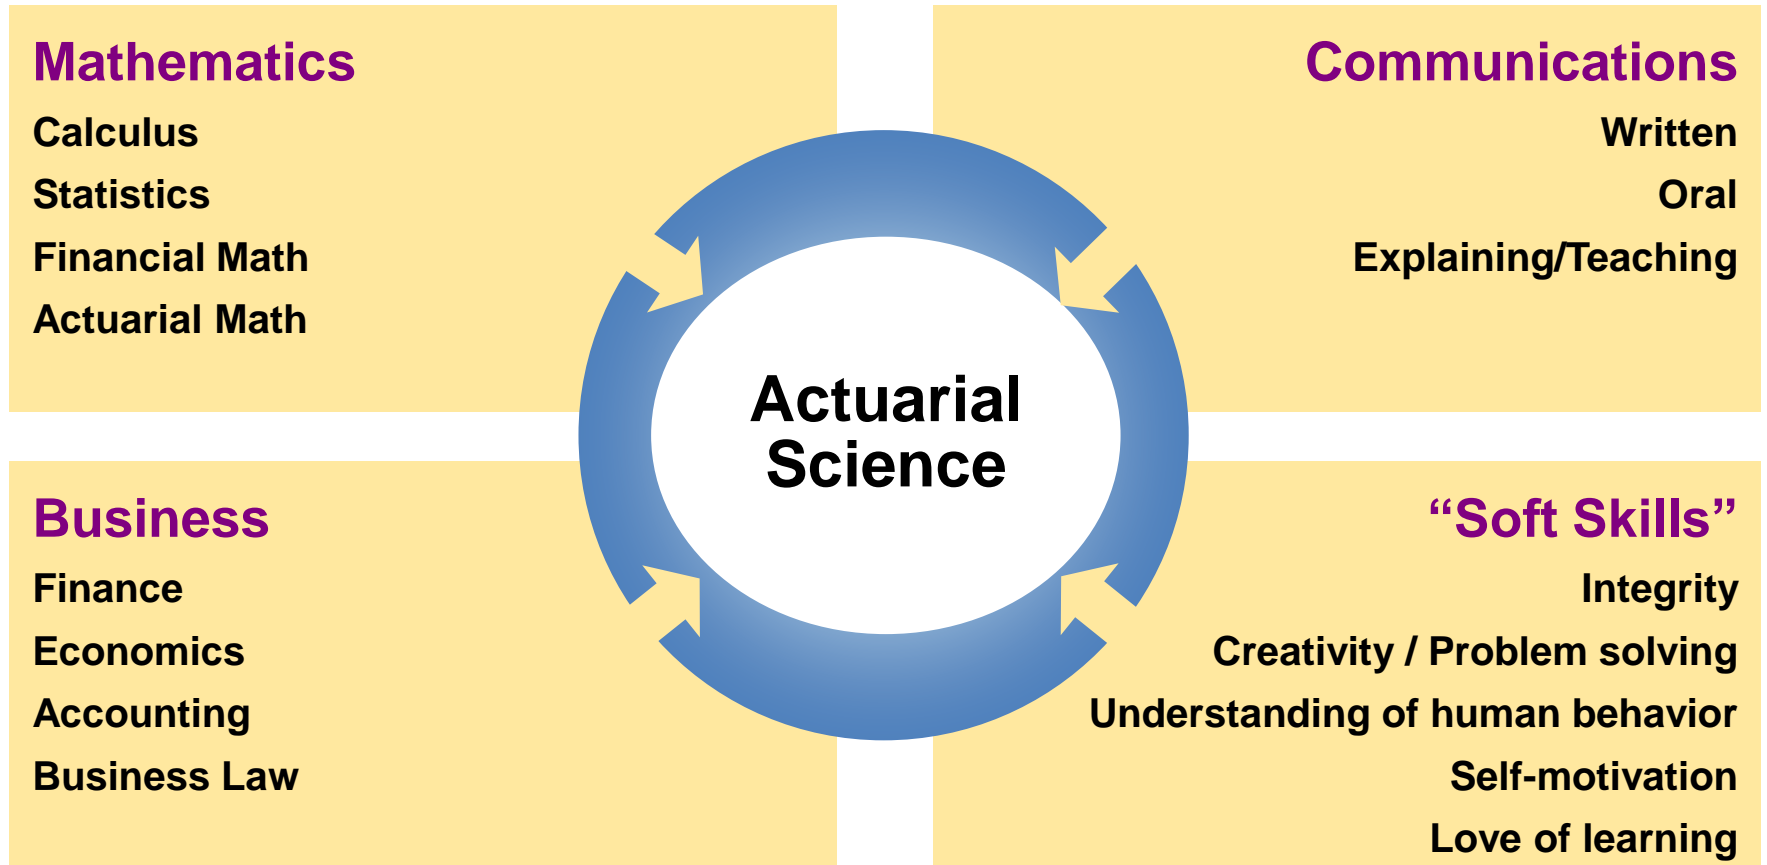 Mathematics
Calculus
Statistics
Financial Math
Actuarial Math
Communications
Written
Oral
Explaining/Teaching
Actuarial
Science
Business
Finance
Economics
Accounting
Business Law
“Soft Skills”
Integrity
Creativity / Problem solving
Understanding of human behavior
Self-motivation
Love of learning